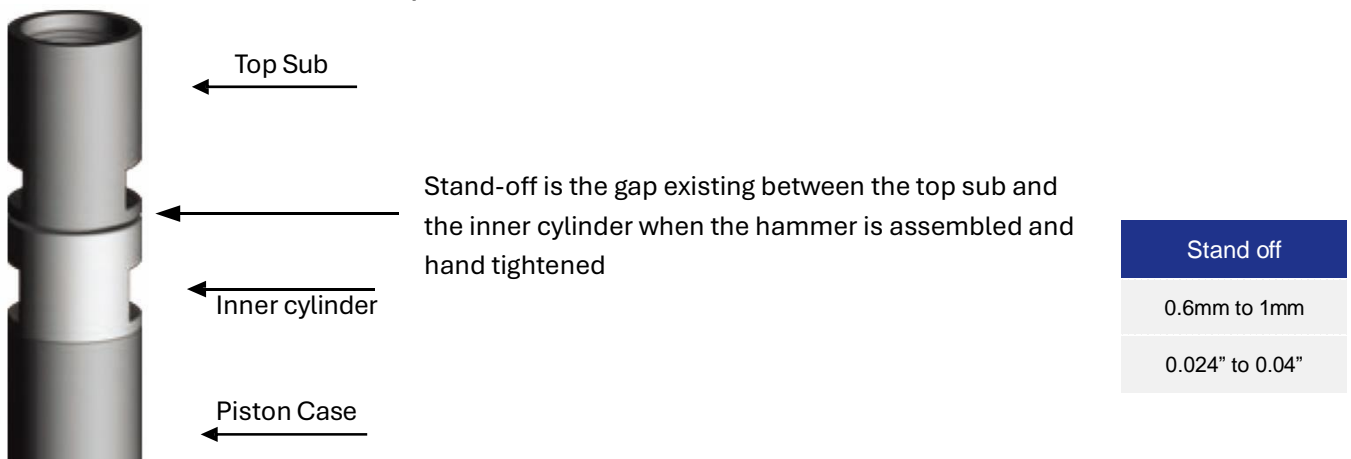 Top Sub
Stand-off is the gap existing between the top sub and
the inner cylinder when the hammer is assembled and
hand tightened
Inner cylinder
Piston Case
Stand off
0.6mm to 1mm
0.024” to 0.04”